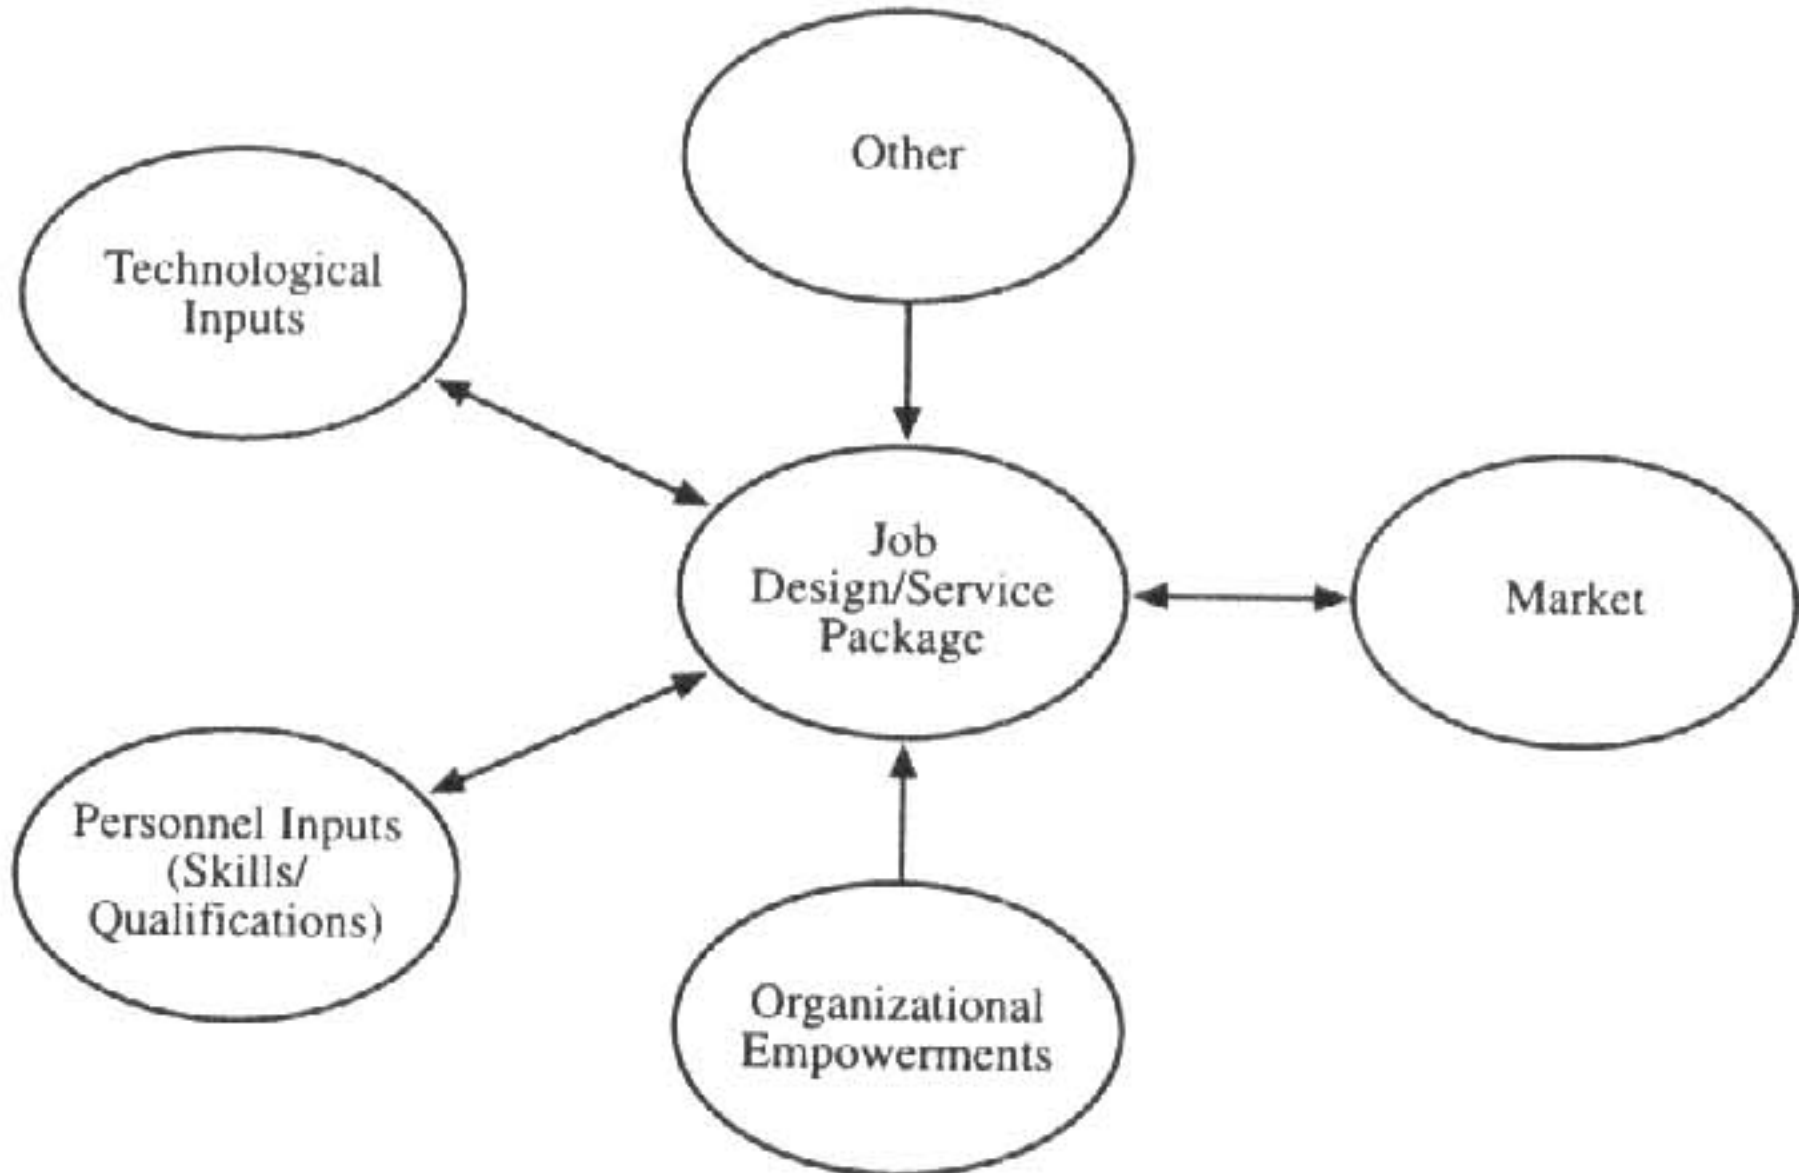 Other
Technological
Inputs
Job
Design/Service
Package
Market
Personnel Inputs
(Skills/
Qualifications)
Organizational
Empowerments